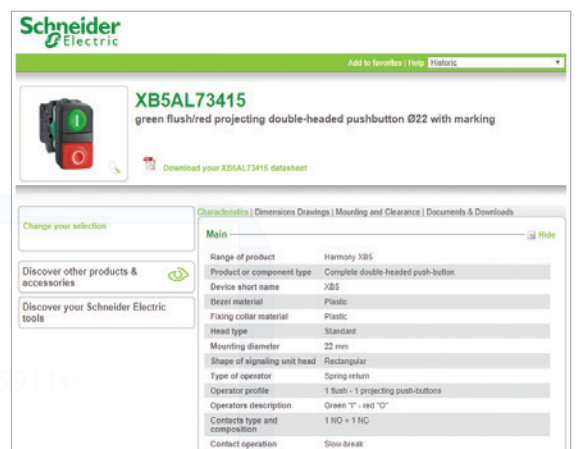 Schneider
Electric
Add to favorites | Help Historic
XB5AL73415
green flush/red projecting double-headed pushbutton Ø22 with marking
Download your XB5AL73415 datasheet
Characteristics | Dimensions Drawings | Mounting and Clearance | Documents & Downloads
Change your selection
Main
Hide
Range of product Harmony XB5
Product or component type Complete double-headed push-button
Discover other products &
accessories
Device short name XB5
Bezel material Plastic
Discover your Schneider Electric
tools
Fixing collar material Plastic
Head type Standard
Mounting diameter 22 mm
Shape of signaling unit head Rectangular
Type of operator Spring return
Operator profile 1 flush - 1 projecting push-buttons
Operators description Green "I" - red "O"
Contacts type and
composition 1 NO + 1 NC
Contact operation Slow-break